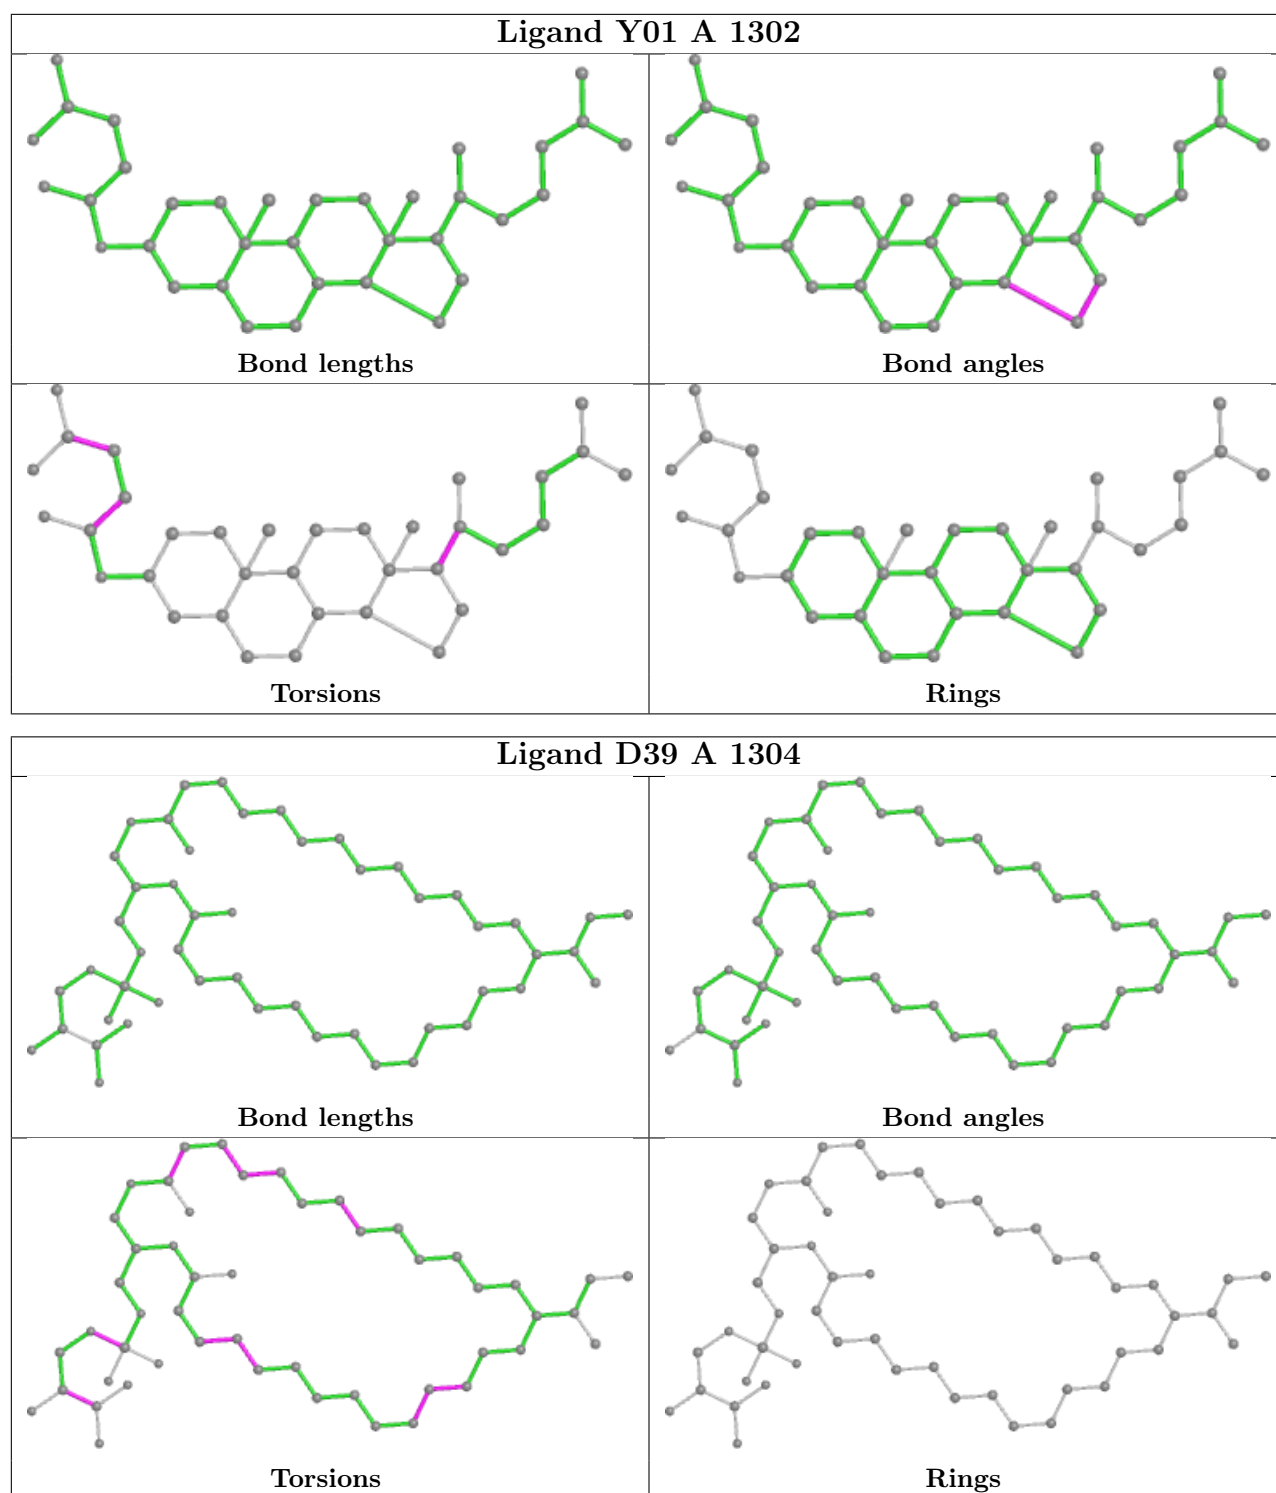 Ligand Y01 A 1302
Bond lengths
Bond angles
Torsions
Rings
Ligand D39 A 1304
Bond lengths
Bond angles
Torsions
Rings